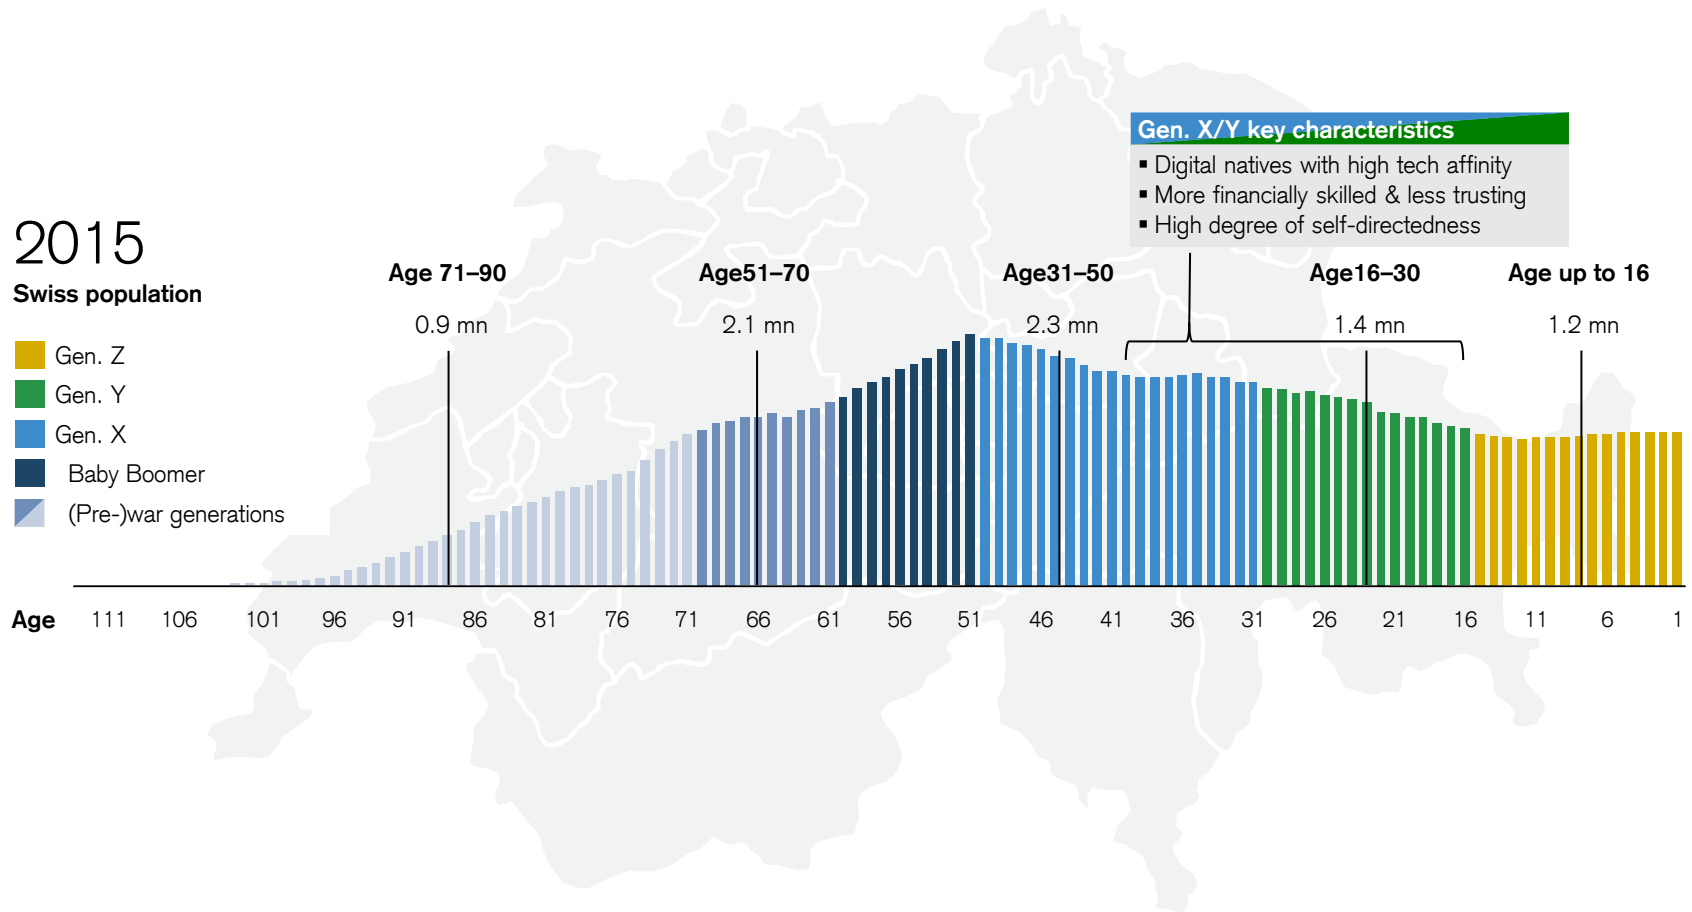 Gen. X/Y key characteristics
▪ Digital natives with high tech affinity
▪ More financially skilled & less trusting
▪ High degree of self-directedness
2015
Swiss population
Gen. Z
Gen. Y
Gen. X
Baby Boomer
(Pre-)war generations
Age 71–90 Age51–70 Age31–50 Age16–30 Age up to 16
0.9 mn 2.1 mn 2.3 mn 1.4 mn 1.2 mn
Age 111 106 101 96 91 86 81 76 71 66 61 56 51 46 41 36 31 26 21 16 11 6 1